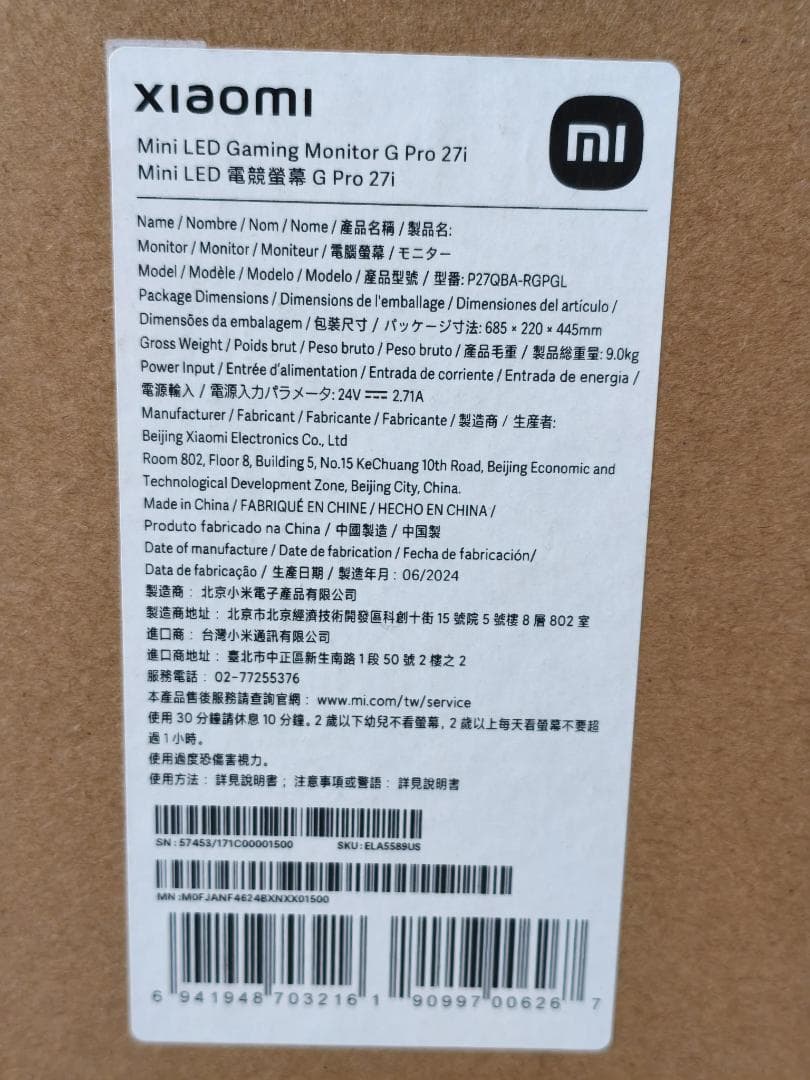 xiaomi
mi
Mini LED Gaming Monitor G Pro 27i
Mini LED 電競螢幕 G Pro 27i
Name / Nombre / Nom / Nome / 產品名稱 / 製品名:
Monitor / Monitor / Moniteur / 電腦螢幕 / モニター
Model / Modèle / Modelo / Modelo / 產品型號 / 型番: P27QBA-RGPGL
Package Dimensions / Dimensions de l'emballage / Dimensiones del artículo /
Dimensões da embalagem / 包裝尺寸 / パッケージ寸法: 685 × 220 × 445mm
Gross Weight / Poids brut / Peso bruto / Peso bruto / 產品毛重 / 製品総重量: 9.0kg
Power Input / Entrée d'alimentation / Entrada de corriente / Entrada de energia /
電源輸入 / 電源入力パラメータ: 24V ⎓ 2.71A
Manufacturer / Fabricant / Fabricante / Fabricante / 製造商 / 生産者:
Beijing Xiaomi Electronics Co., Ltd
Room 802, Floor 8, Building 5, No.15 KeChuang 10th Road, Beijing Economic and
Technological Development Zone, Beijing City, China.
Made in China / FABRIQUÉ EN CHINE / HECHO EN CHINA /
Produto fabricado na China / 中國製造 / 中国製
Date of manufacture / Date de fabrication / Fecha de fabricación/
Data de fabricação / 生產日期 / 製造年月 : 06/2024
製造商 : 北京小米電子產品有限公司
製造商地址 : 北京市北京經濟技術開發區科創十街 15 號院 5 號樓 8 層 802 室
進口商 : 台灣小米通訊有限公司
進口商地址 : 臺北市中正區新生南路 1 段 50 號 2 樓之 2
服務電話 : 02-77255376
本產品售後服務請查詢官網 : www.mi.com/tw/service
使用 30 分鐘請休息 10 分鐘。2 歲以下幼兒不看螢幕，2 歲以上每天看螢幕不要超
過 1 小時。
使用過度恐傷害視力。
使用方法 : 詳見說明書 ; 注意事項或警語 : 詳見說明書
SN : 57453/171C00001500 SKU : ELA5589US
MN :M0FJANF4624BXNXX01500
6 941948 703216 1 90997 00626 7